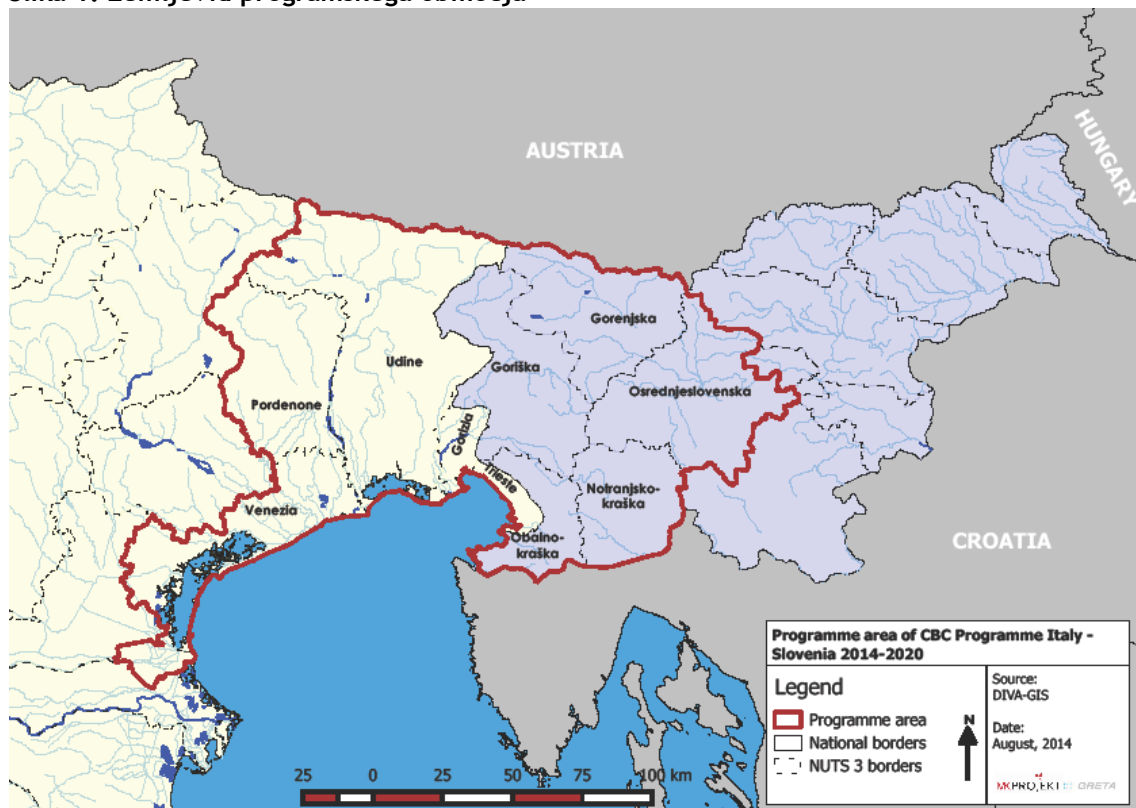 AUSTRIA
HUNGARY
Gorenjska
Udine
Goriška
Osrednjeslovenska
Pordenone
Gorizia
Trieste
Notranjsko-
kraška
Venezia
Obalno-
kraška
CROATIA
Programme area of CBC Programme Italy -
Slovenia 2014-2020
Legend
Programme area
National borders
NUTS 3 borders
Source:
DIVA-GIS
Date:
August, 2014
N
MKPROJEKT GRETA
25 0 25 50 75 100 km